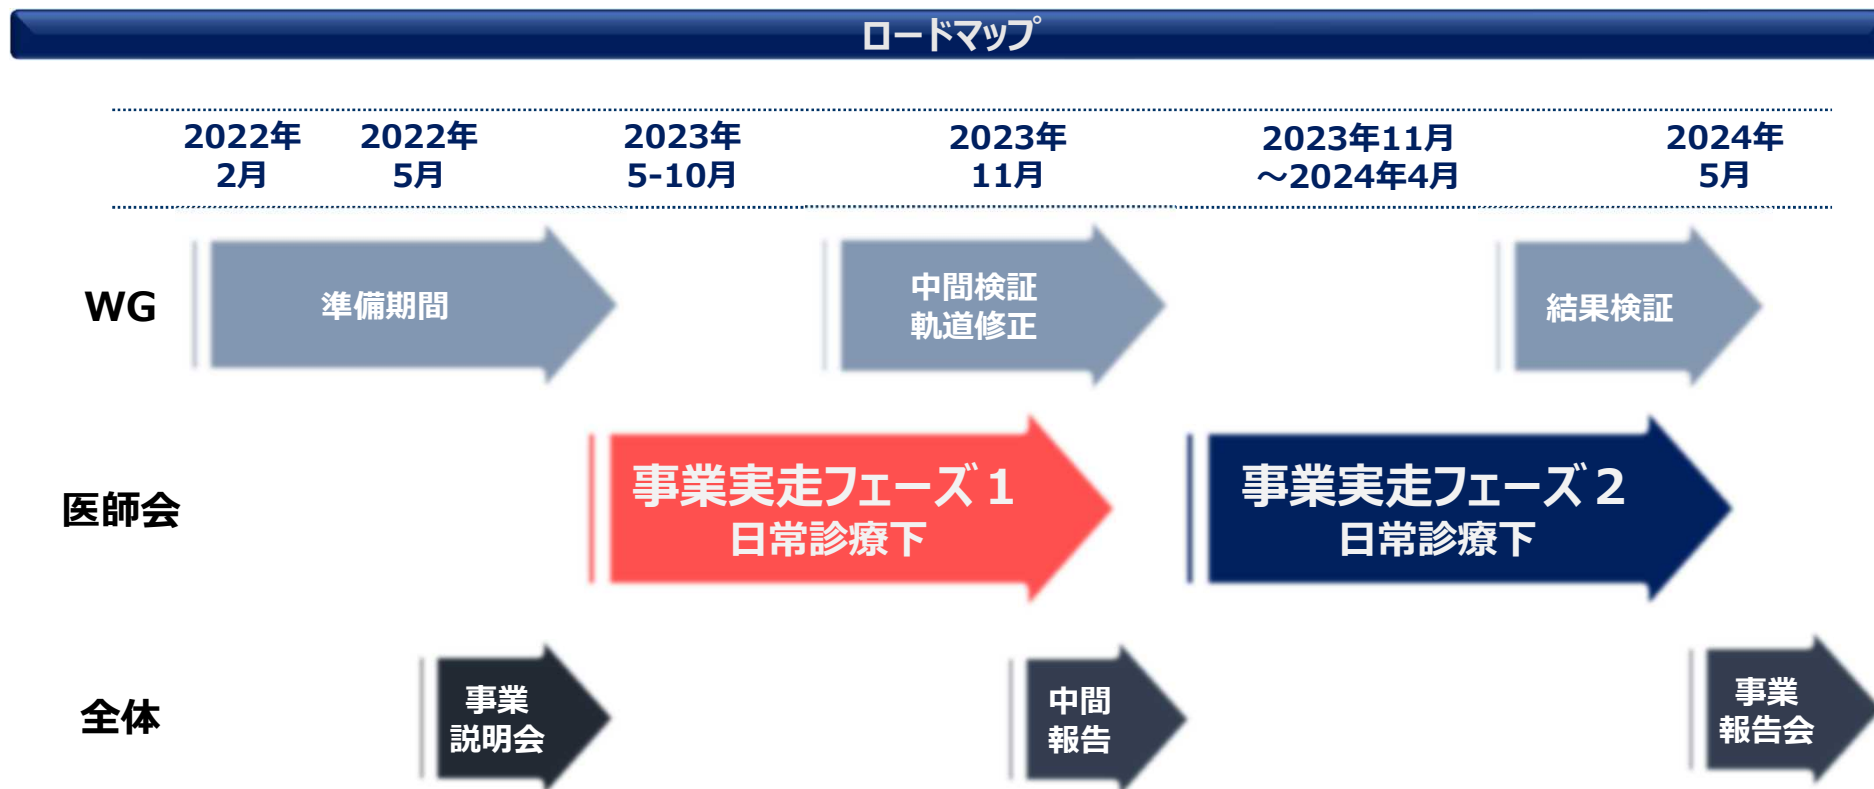 ロードマップ
2022年 2022年 2023年 2023年 2023年11月 2024年
2月 5月 5-10月 11月 ～2024年4月 5月
WG
準備期間
中間検証
軌道修正
結果検証
医師会
事業実走フェーズ１
日常診療下
事業実走フェーズ２
日常診療下
全体
事業
説明会
中間
報告
事業
報告会